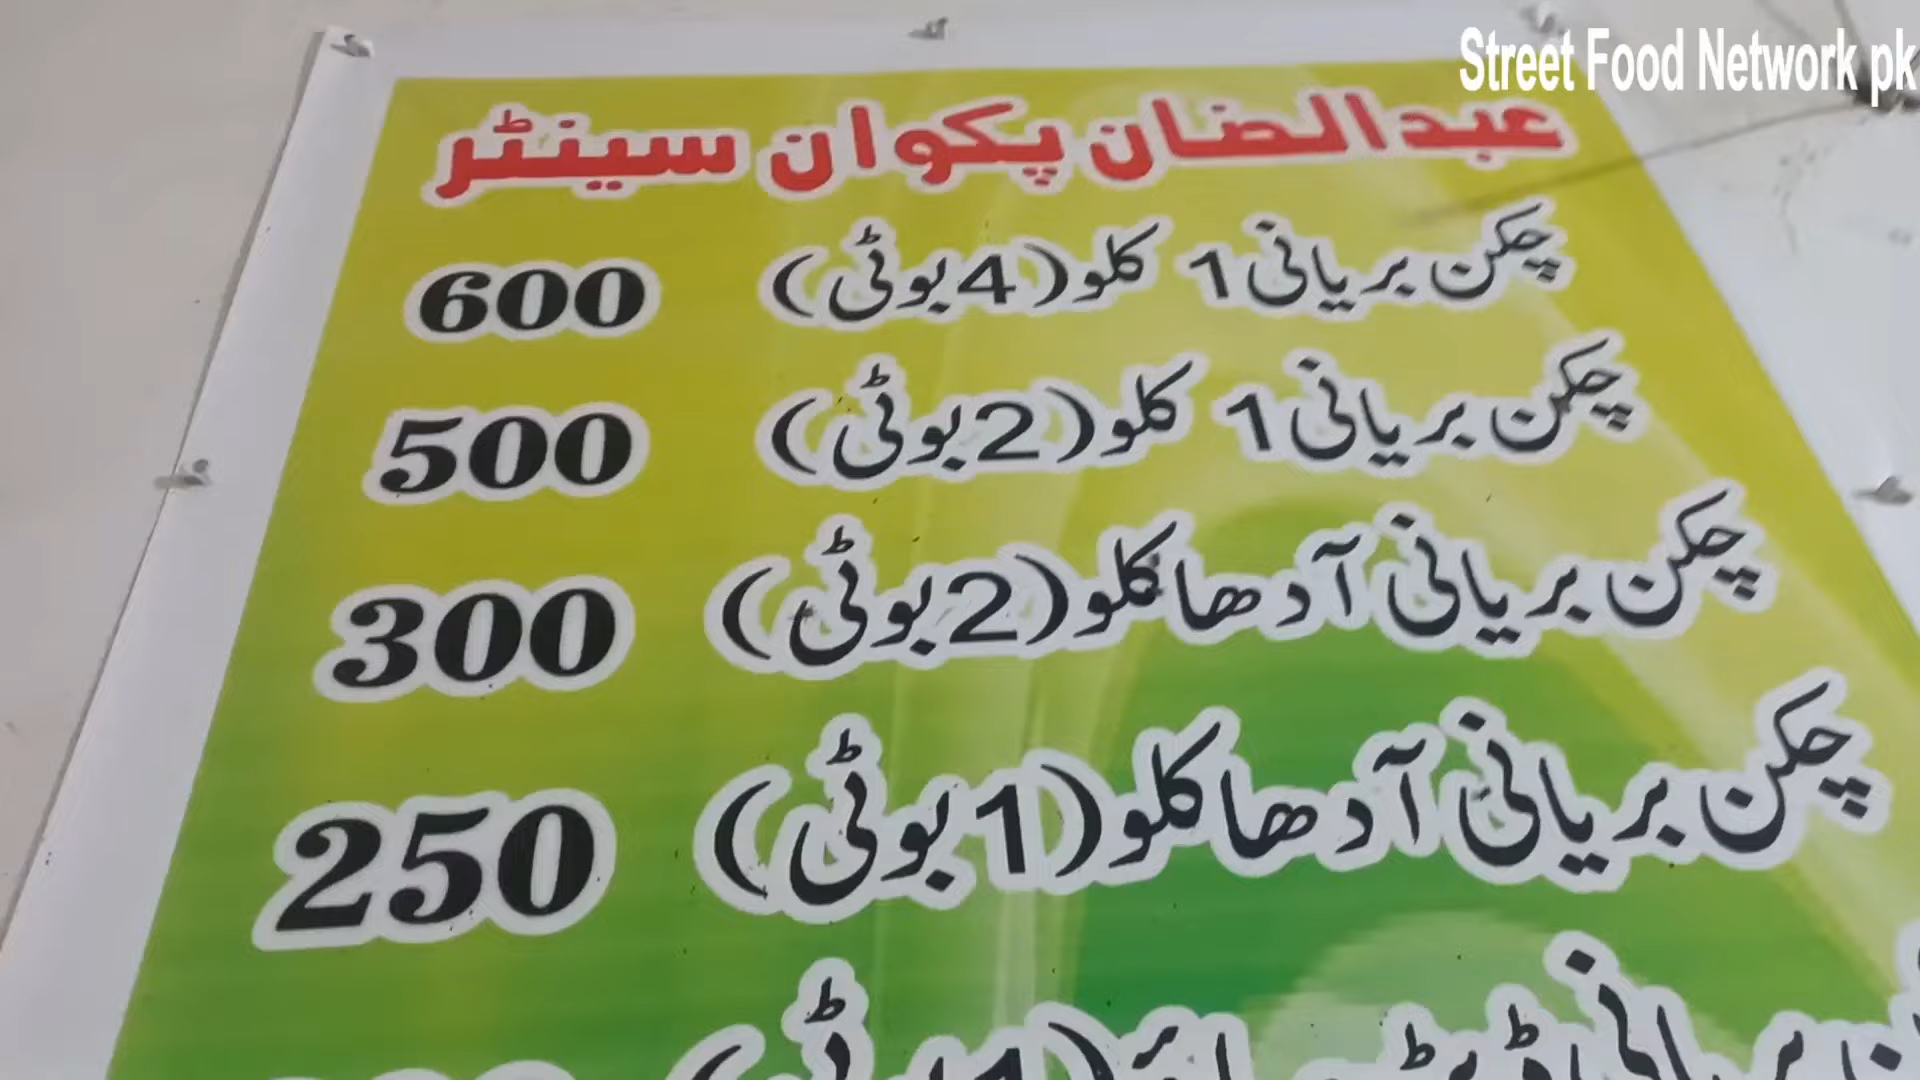 Street Food Network pk
عبدالضان پکوان سینٹر
چکن بریانی 1 کلو (4 بوٹی) 600
چکن بریانی 1 کلو (2 بوٹی) 500
چکن بریانی آدھا کلو (2 بوٹی) 300
چکن بریانی آدھا کلو (1 بوٹی) 250